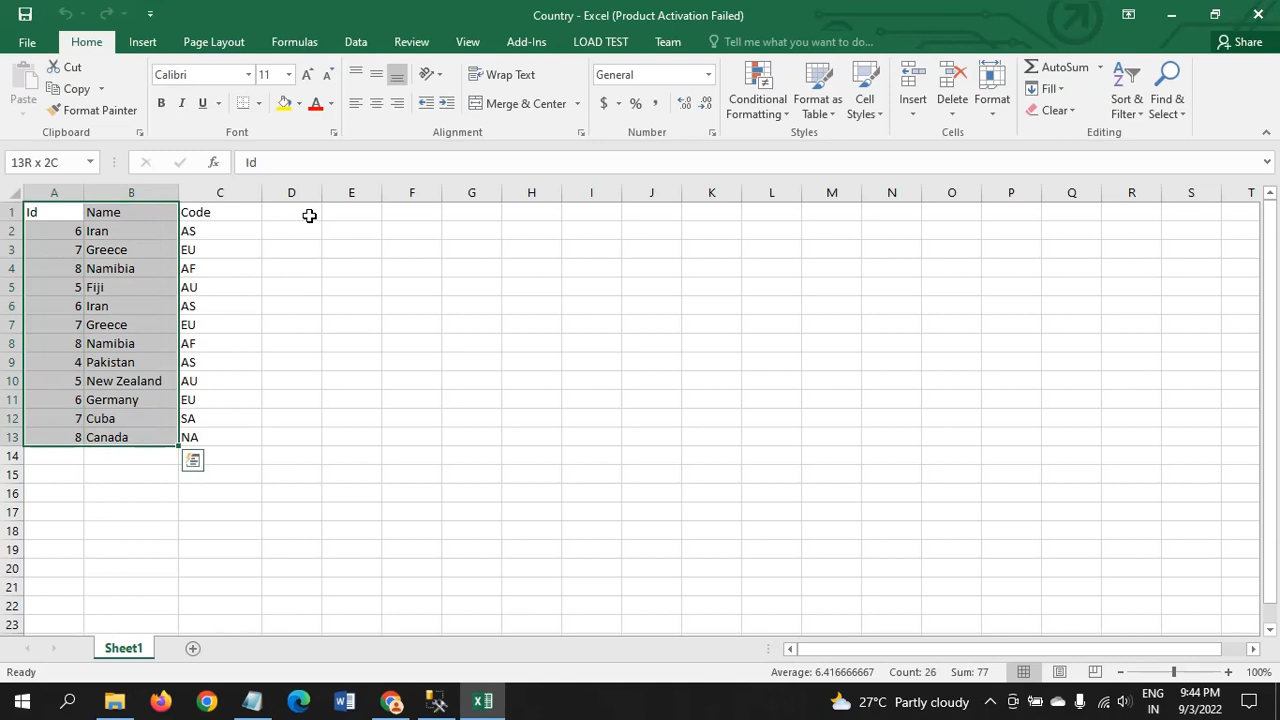 Country - Excel (Product Activation Failed)
File Home Insert Page Layout Formulas Data Review View Add-Ins LOAD TEST Team Tell me what you want to do... Share
Paste
Cut
Copy
Format Painter
Clipboard
Calibri 11
B I U
Font
Wrap Text
Merge & Center
Alignment
General
$ % ,
Number
Conditional Formatting
Format as Table
Cell Styles
Styles
Insert Delete Format
Cells
AutoSum
Fill
Clear
Sort & Filter
Find & Select
Editing
13R x 2C fx Id
A B C D E F G H I J K L M N O P Q R S T
1 Id Name Code
2 6 Iran AS
3 7 Greece EU
4 8 Namibia AF
5 5 Fiji AU
6 6 Iran AS
7 7 Greece EU
8 8 Namibia AF
9 4 Pakistan AS
10 5 New Zealand AU
11 6 Germany EU
12 7 Cuba SA
13 8 Canada NA
14
15
16
17
18
19
20
21
22
23
Sheet1
Ready Average: 6.416666667 Count: 26 Sum: 77 100%
27°C Partly cloudy ENG IN 9:44 PM 9/3/2022